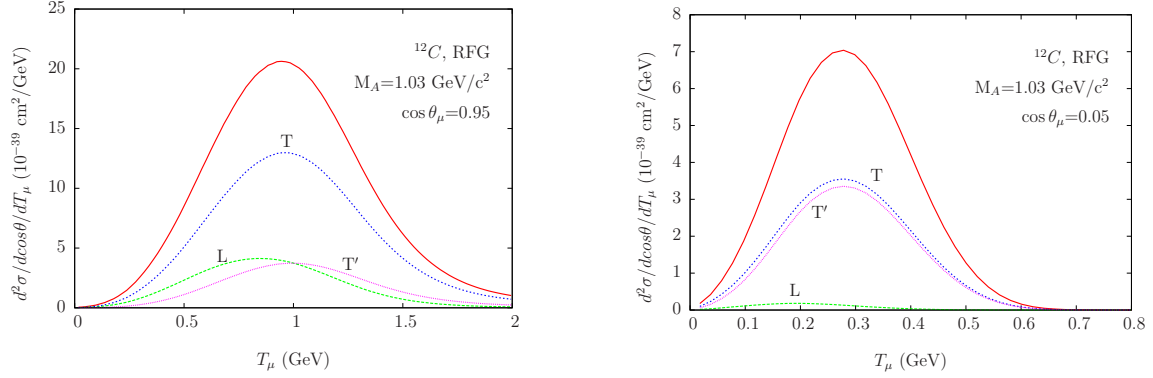 25
20
15
10
5
0
0
0.5
1
1.5
2
d²σ/dcosθ/dT_μ (10⁻³⁹ cm²/GeV)
T_μ (GeV)
¹²C, RFG
M_A=1.03 GeV/c²
cos θ_μ=0.95
T
L
T′
8
7
6
5
4
3
2
1
0
0
0.1
0.2
0.3
0.4
0.5
0.6
0.7
0.8
d²σ/dcosθ/dT_μ (10⁻³⁹ cm²/GeV)
T_μ (GeV)
¹²C, RFG
M_A=1.03 GeV/c²
cos θ_μ=0.05
T
T′
L